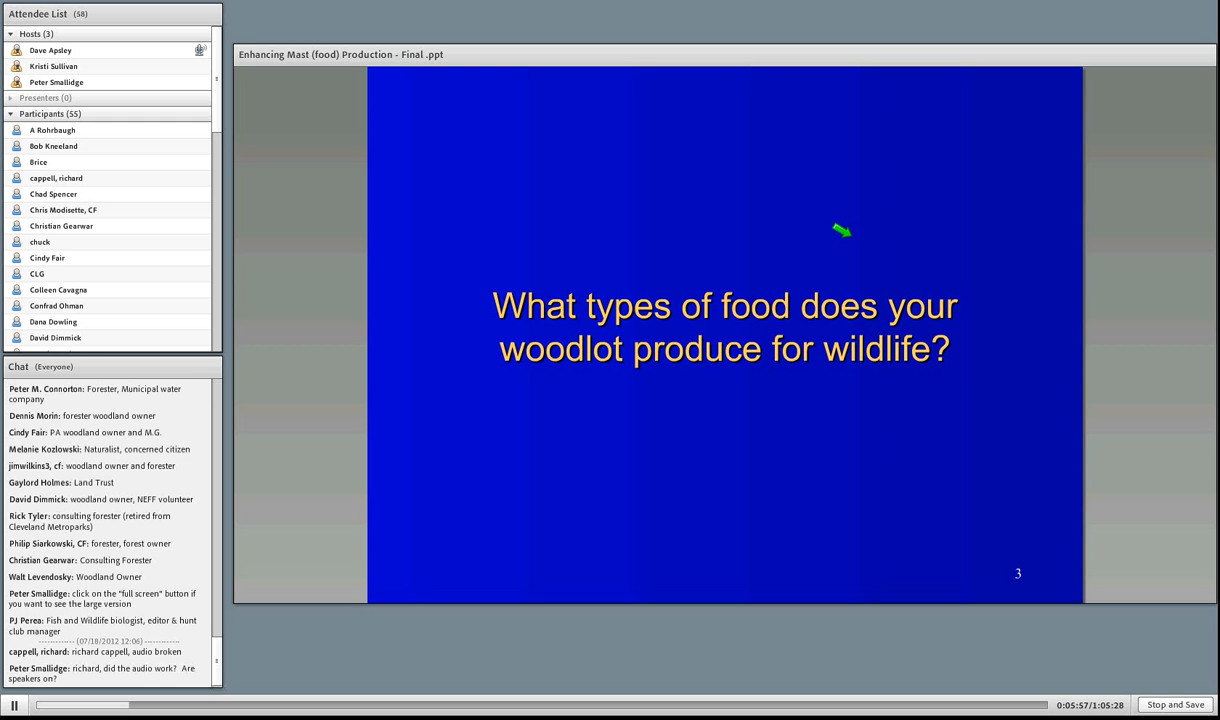 Attendee List (58)
Hosts (3)
Dave Apsley
Kristi Sullivan
Peter Smallidge
Presenters (0)
Participants (55)
A Rohrbaugh
Bob Kneeland
Brice
cappell, richard
Chad Spencer
Chris Modisette, CF
Christian Gearwar
chuck
Cindy Fair
CLG
Colleen Cavagna
Confrad Ohman
Dana Dowling
David Dimmick
Chat (Everyone)
Peter M. Connorton: Forester, Municipal water
company
Dennis Morin: forester woodland owner
Cindy Fair: PA woodland owner and M.G.
Melanie Kozlowski: Naturalist, concerned citizen
jimwilkins3, cf: woodland owner and forester
Gaylord Holmes: Land Trust
David Dimmick: woodland owner, NEFF volunteer
Rick Tyler: consulting forester (retired from
Cleveland Metroparks)
Philip Siarkowski, CF: forester, forest owner
Christian Gearwar: Consulting Forester
Walt Levendosky: Woodland Owner
Peter Smallidge: click on the "full screen" button if
you want to see the large version
PJ Perea: Fish and Wildlife biologist, editor & hunt
club manager
------------ (07/18/2012 12:06) ------------
cappell, richard: richard cappell, audio broken
Peter Smallidge: richard, did the audio work? Are
speakers on?
Enhancing Mast (food) Production - Final .ppt
What types of food does your
woodlot produce for wildlife?
3
0:05:57/1:05:28
Stop and Save